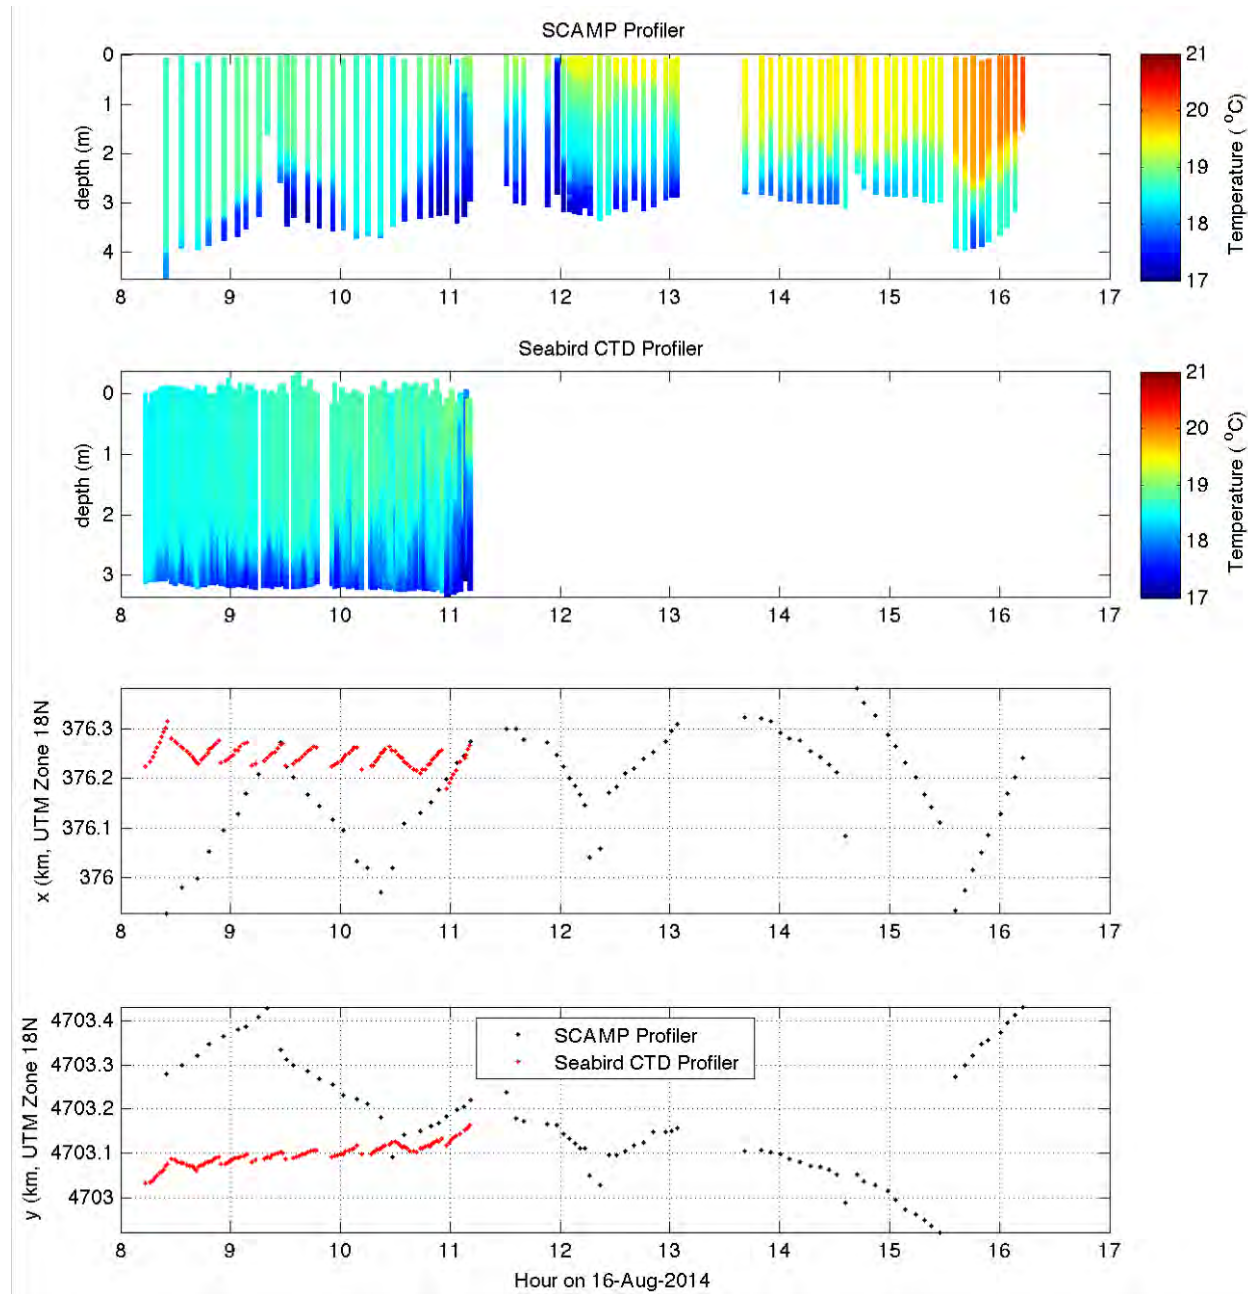 SCAMP Profiler
0
1
2
3
4
depth (m)
8 9 10 11 12 13 14 15 16 17
21
20
19
18
17
Temperature ( °C)
Seabird CTD Profiler
0
1
2
3
depth (m)
8 9 10 11 12 13 14 15 16 17
21
20
19
18
17
Temperature ( °C)
376.3
376.2
376.1
376
x (km, UTM Zone 18N
8 9 10 11 12 13 14 15 16 17
4703.4
4703.3
4703.2
4703.1
4703
y (km, UTM Zone 18N
SCAMP Profiler
Seabird CTD Profiler
8 9 10 11 12 13 14 15 16 17
Hour on 16-Aug-2014